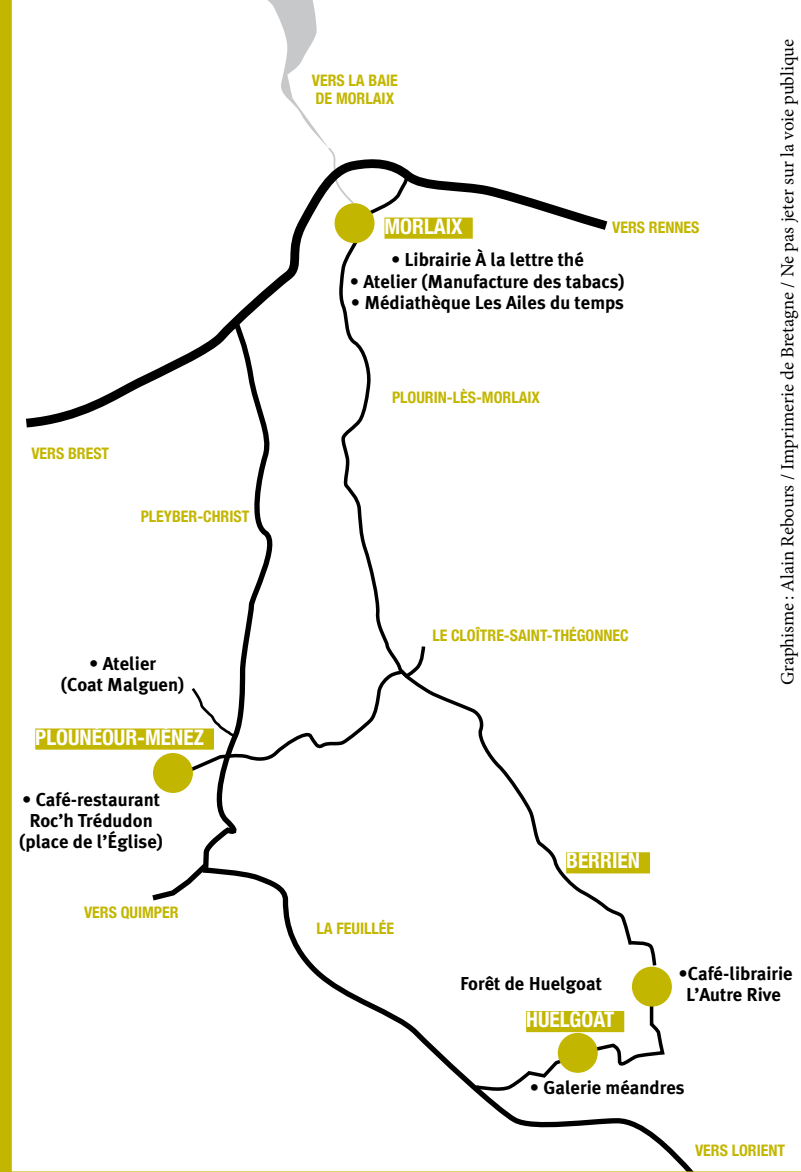 VERS LA BAIE
DE MORLAIX
MORLAIX
VERS RENNES
• Librairie À la lettre thé
• Atelier (Manufacture des tabacs)
• Médiathèque Les Ailes du temps
PLOURIN-LÈS-MORLAIX
VERS BREST
PLEYBER-CHRIST
LE CLOÎTRE-SAINT-THÉGONNEC
• Atelier
(Coat Malguen)
PLOUNÉOUR-MENEZ
• Café-restaurant
Roc'h Trédudon
(place de l'Église)
BERRIEN
VERS QUIMPER
LA FEUILLÉE
Forêt de Huelgoat
•Café-librairie
L'Autre Rive
HUELGOAT
• Galerie méandres
VERS LORIENT
Graphisme : Alain Rebours / Imprimerie de Bretagne / Ne pas jeter sur la voie publique